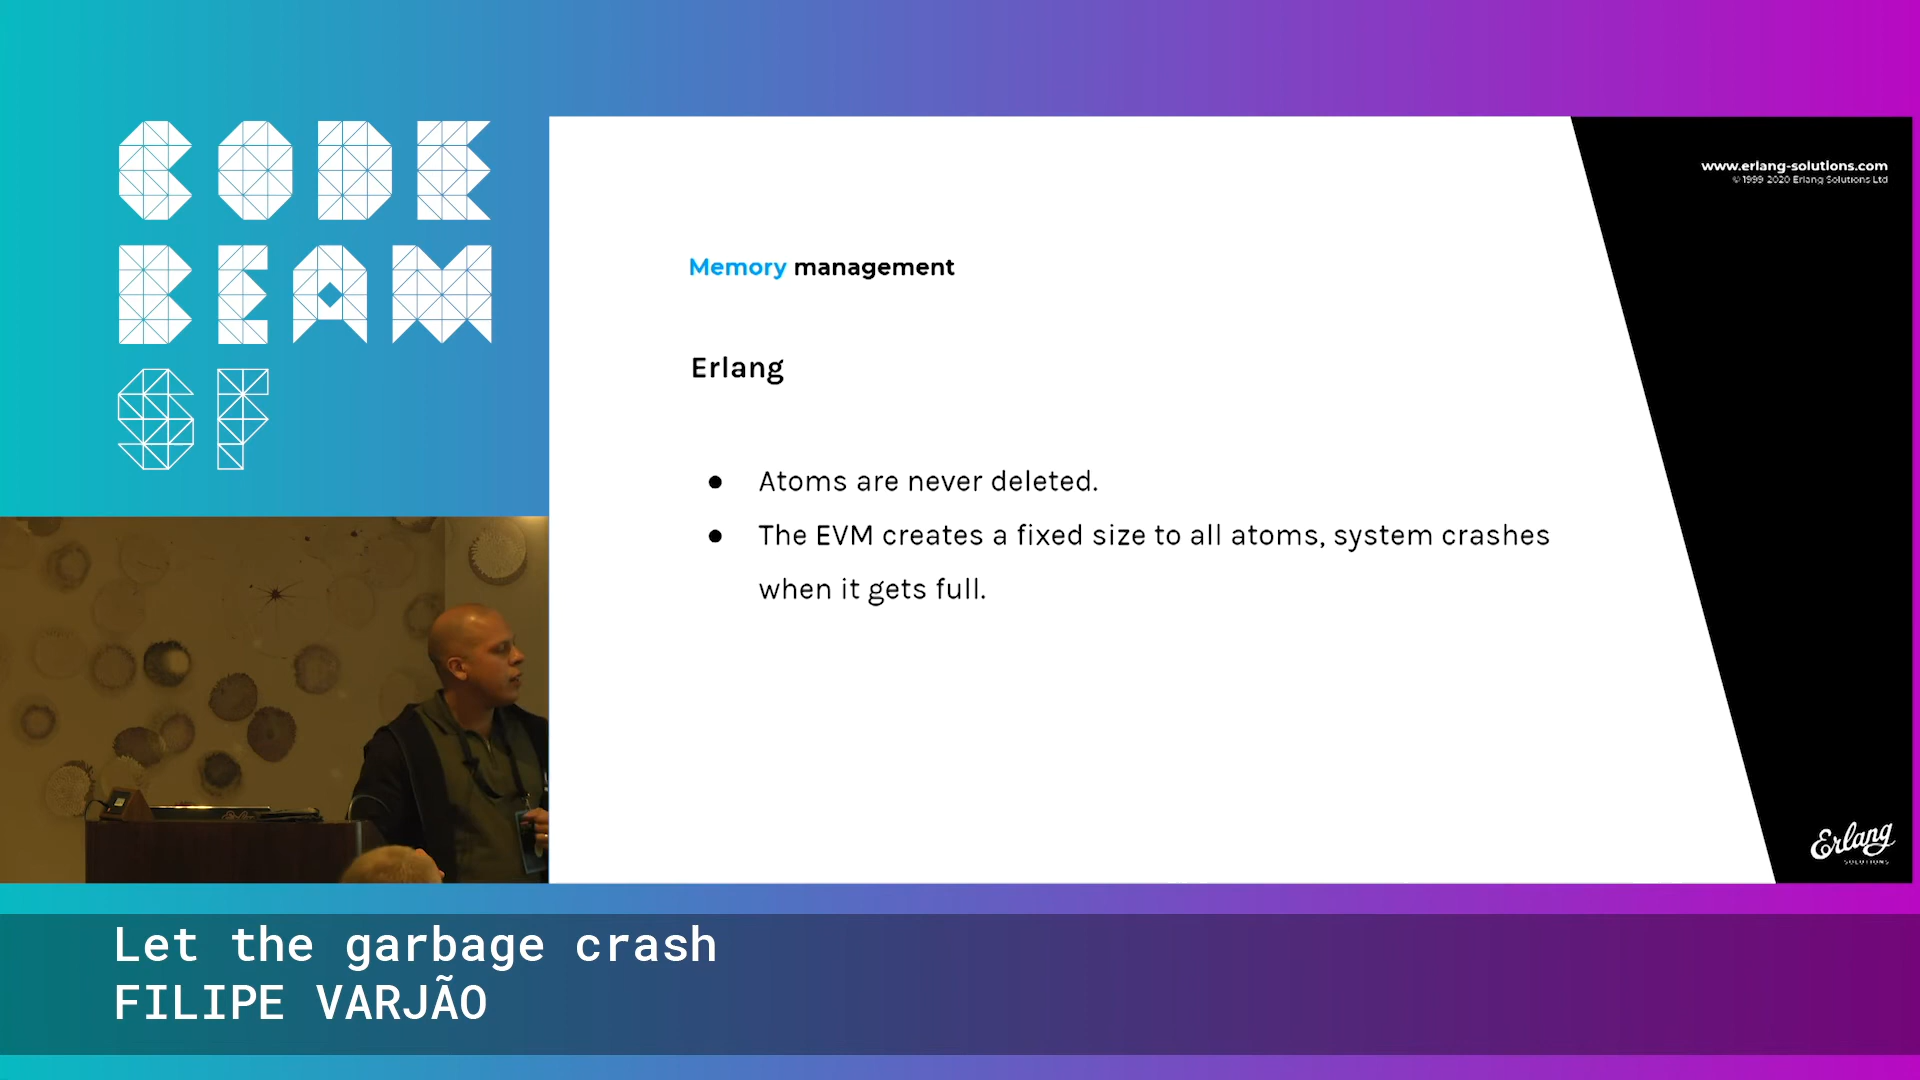 CODE
BEAM
SF
www.erlang-solutions.com
© 1999-2020 Erlang Solutions Ltd
Memory management
Erlang
● Atoms are never deleted.
● The EVM creates a fixed size to all atoms, system crashes
when it gets full.
Erlang
SOLUTIONS
Let the garbage crash
FILIPE VARJÃO